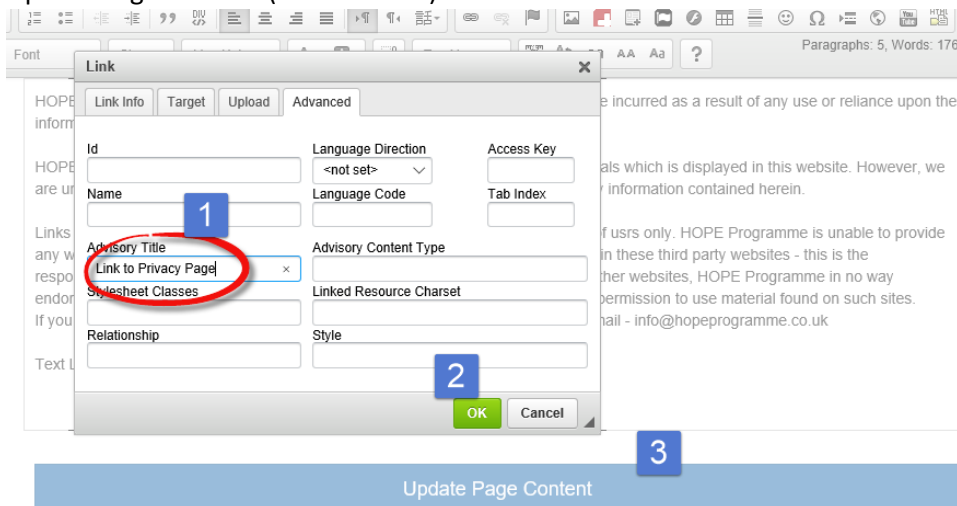 Font
Paragraphs: 5, Words: 176
Link
Link Info Target Upload Advanced
HOPE
e incurred as a result of any use or reliance upon the
inform
Id Language Direction Access Key
<not set>
HOPE
als which is displayed in this website. However, we
are un
Name Language Code Tab Index
information contained herein.
1
Links
f usrs only. HOPE Programme is unable to provide
Advisory Title Advisory Content Type
any w
in these third party websites - this is the
Link to Privacy Page ×
respo
ther websites, HOPE Programme in no way
Stylesheet Classes Linked Resource Charset
endor
permission to use material found on such sites.
If you
ail - info@hopeprogramme.co.uk
Relationship Style
Text L
2
OK Cancel
3
Update Page Content